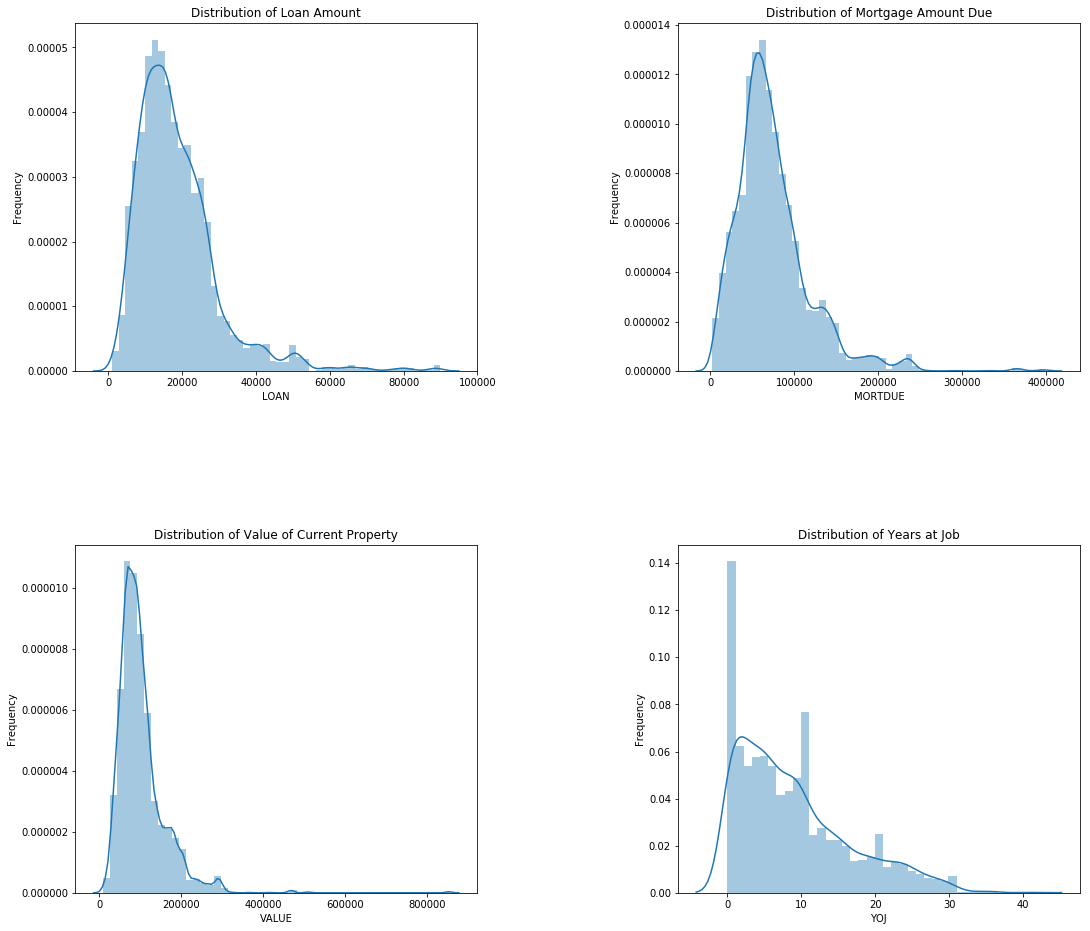 Distribution of Loan Amount
0.00005
0.00004
0.00003
0.00002
0.00001
0.00000
Frequency
0 20000 40000 60000 80000 100000
LOAN
Distribution of Mortgage Amount Due
0.000014
0.000012
0.000010
0.000008
0.000006
0.000004
0.000002
0.000000
Frequency
0 100000 200000 300000 400000
MORTDUE
Distribution of Value of Current Property
0.000010
0.000008
0.000006
0.000004
0.000002
0.000000
Frequency
0 200000 400000 600000 800000
VALUE
Distribution of Years at Job
0.14
0.12
0.10
0.08
0.06
0.04
0.02
0.00
Frequency
0 10 20 30 40
YOJ